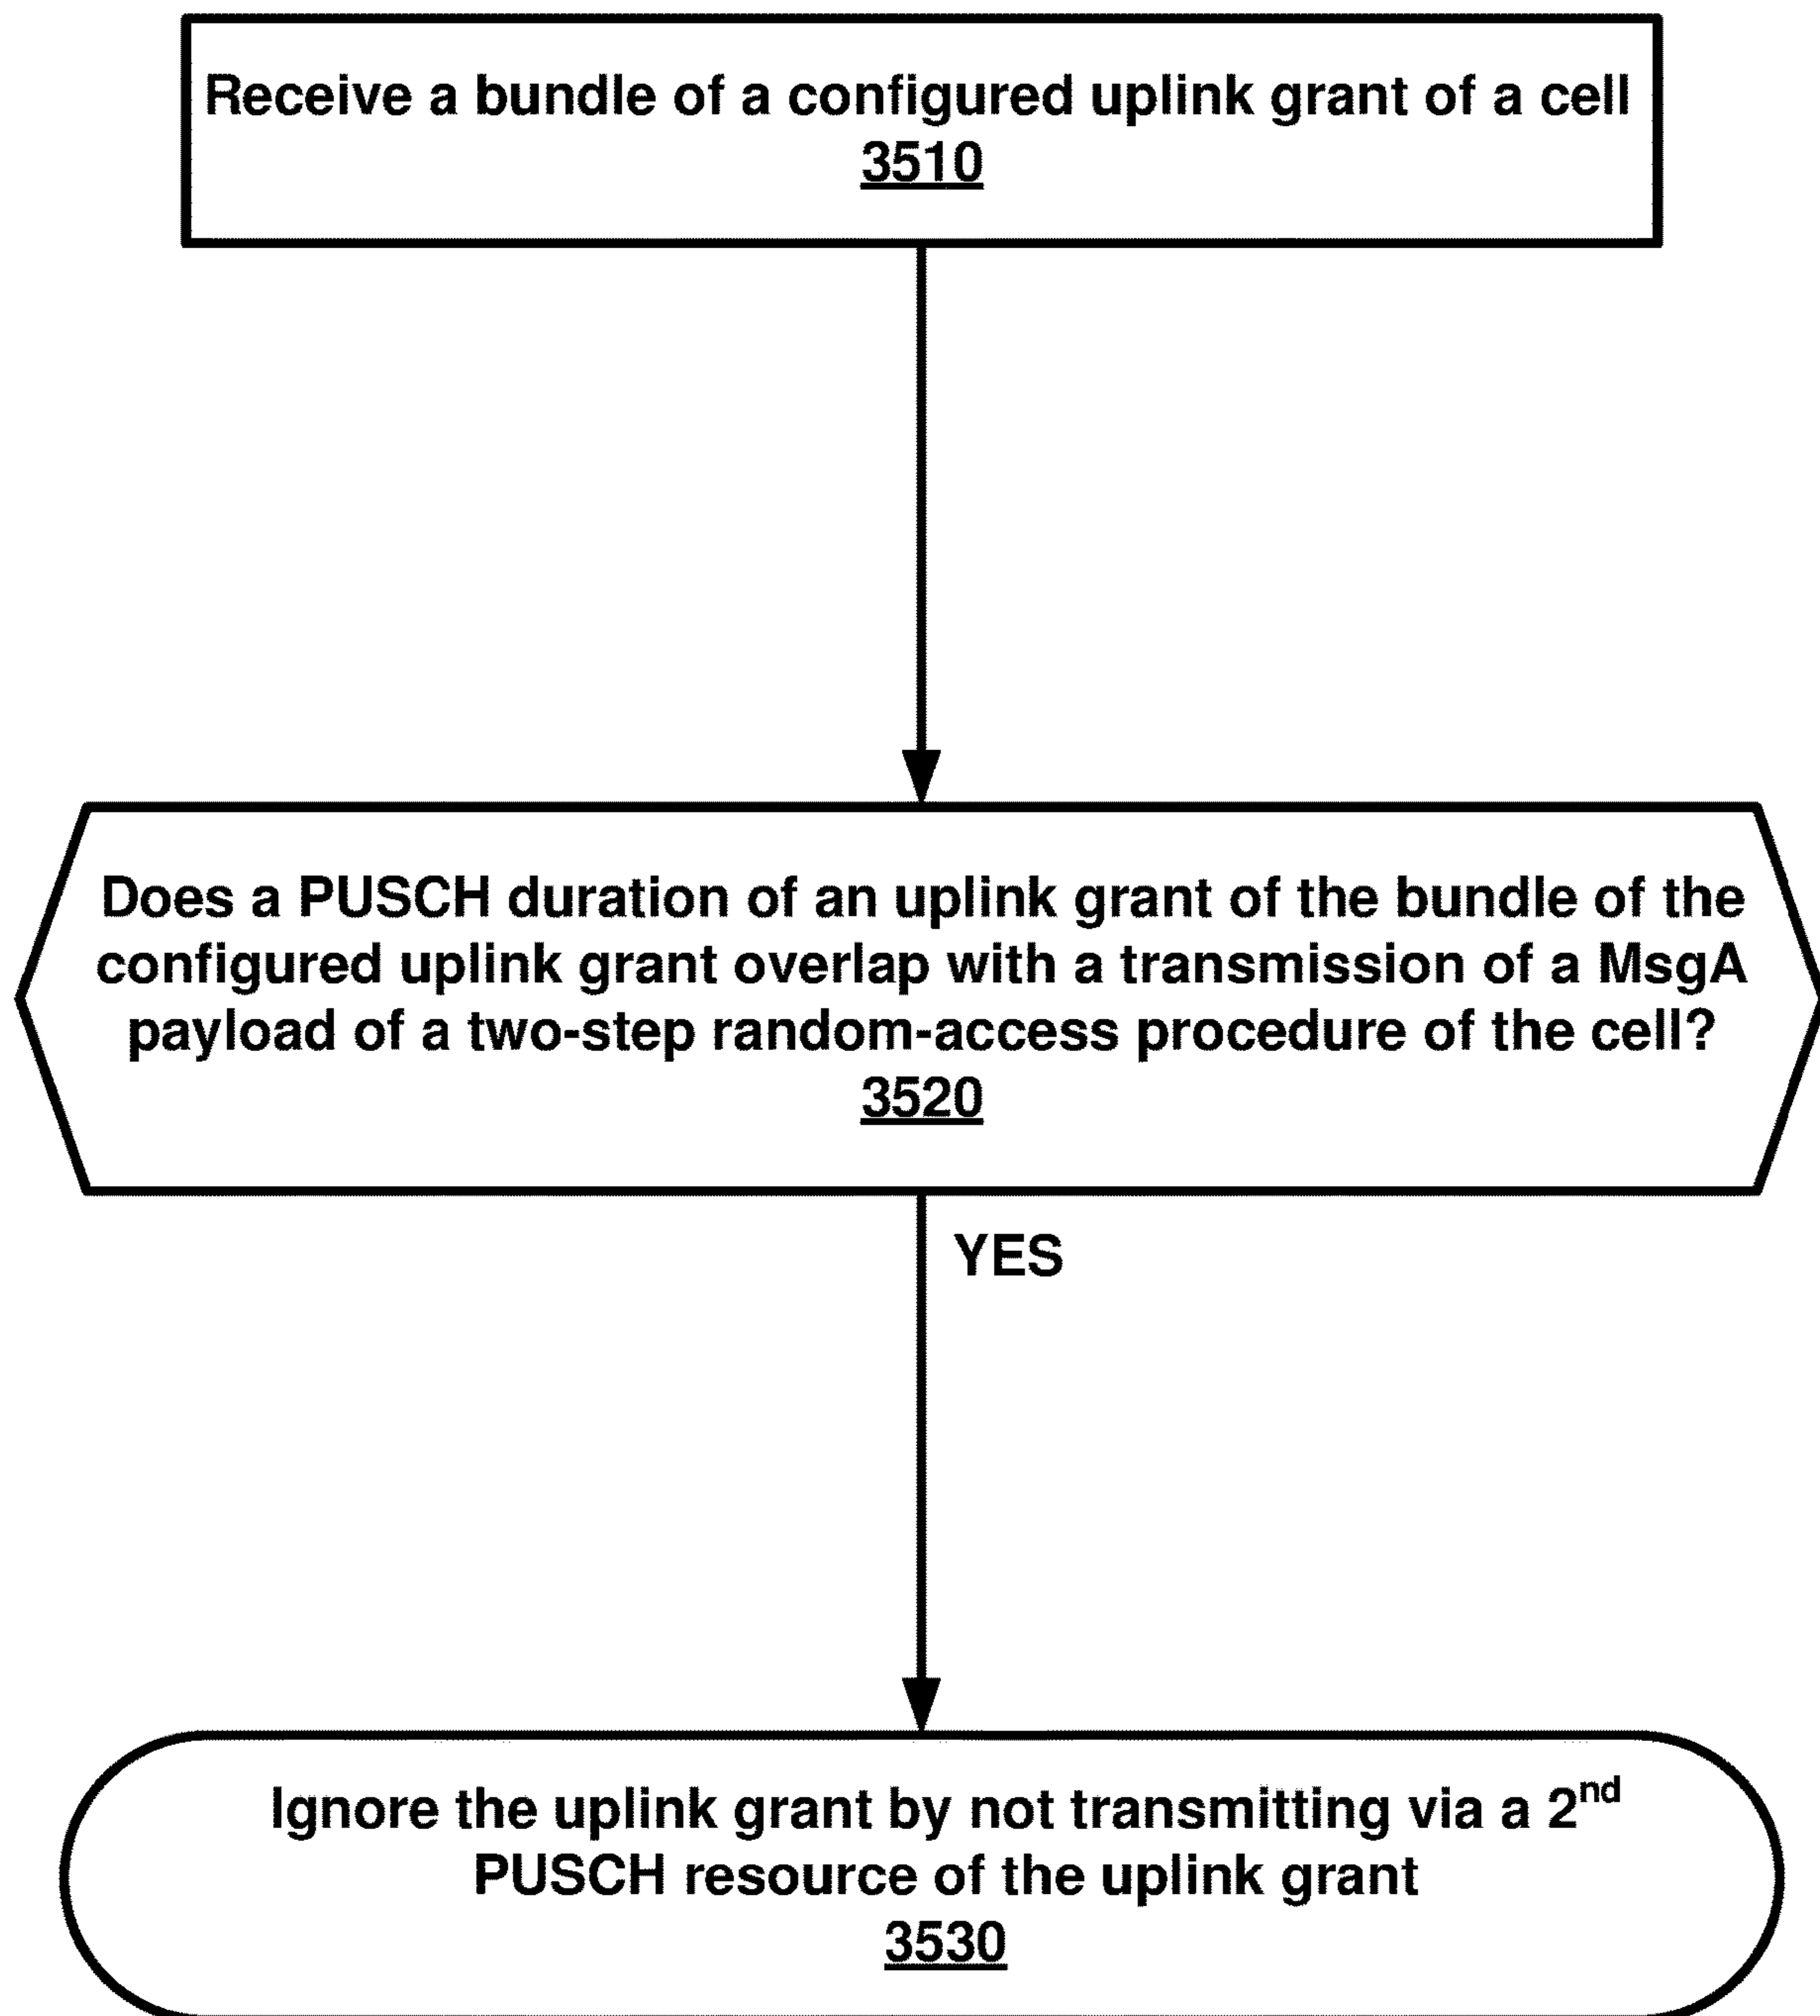 Receive a bundle of a configured uplink grant of a cell
3510
Does a PUSCH duration of an uplink grant of the bundle of the
configured uplink grant overlap with a transmission of a MsgA
payload of a two-step random-access procedure of the cell?
3520
YES
Ignore the uplink grant by not transmitting via a 2nd
PUSCH resource of the uplink grant
3530